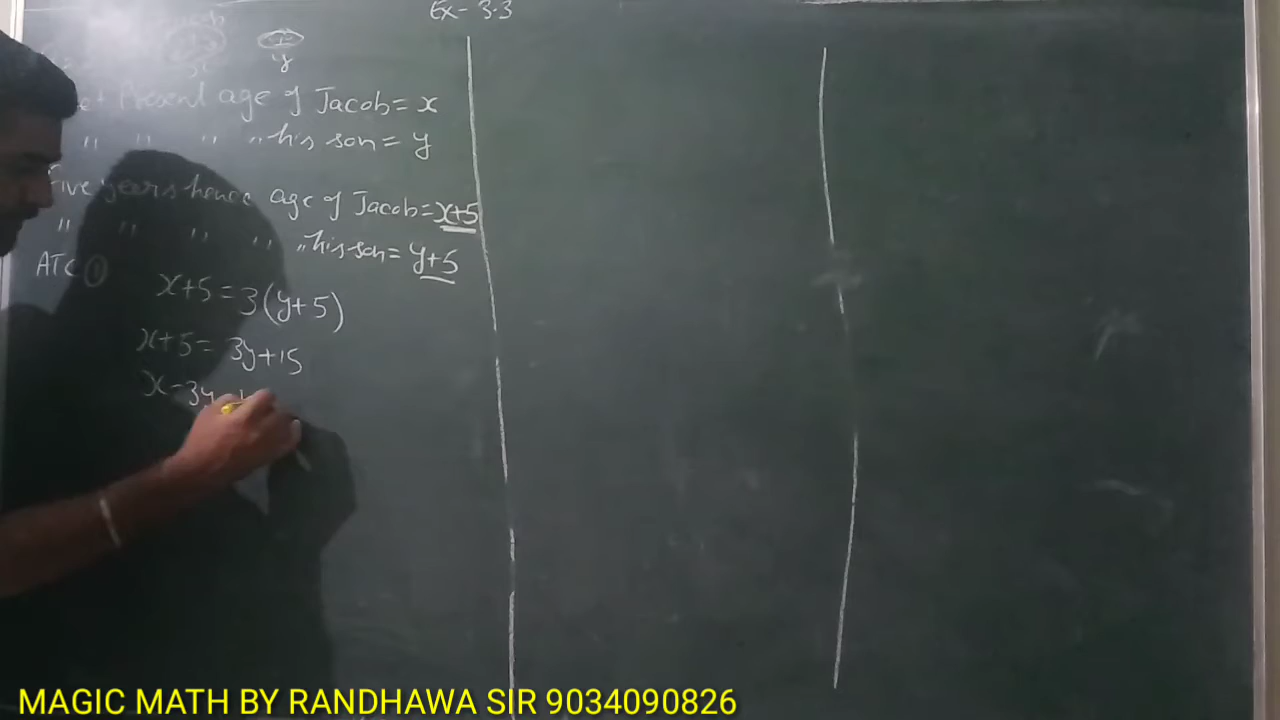 Ex- 3.3
y
Present age of Jacob = x
" " " " his son = y
Five years hence age of Jacob = x+5
" " " " " his son = y+5
ATC ①
x+5 = 3(y+5)
x+5 = 3y+15
x-3y
MAGIC MATH BY RANDHAWA SIR 9034090826